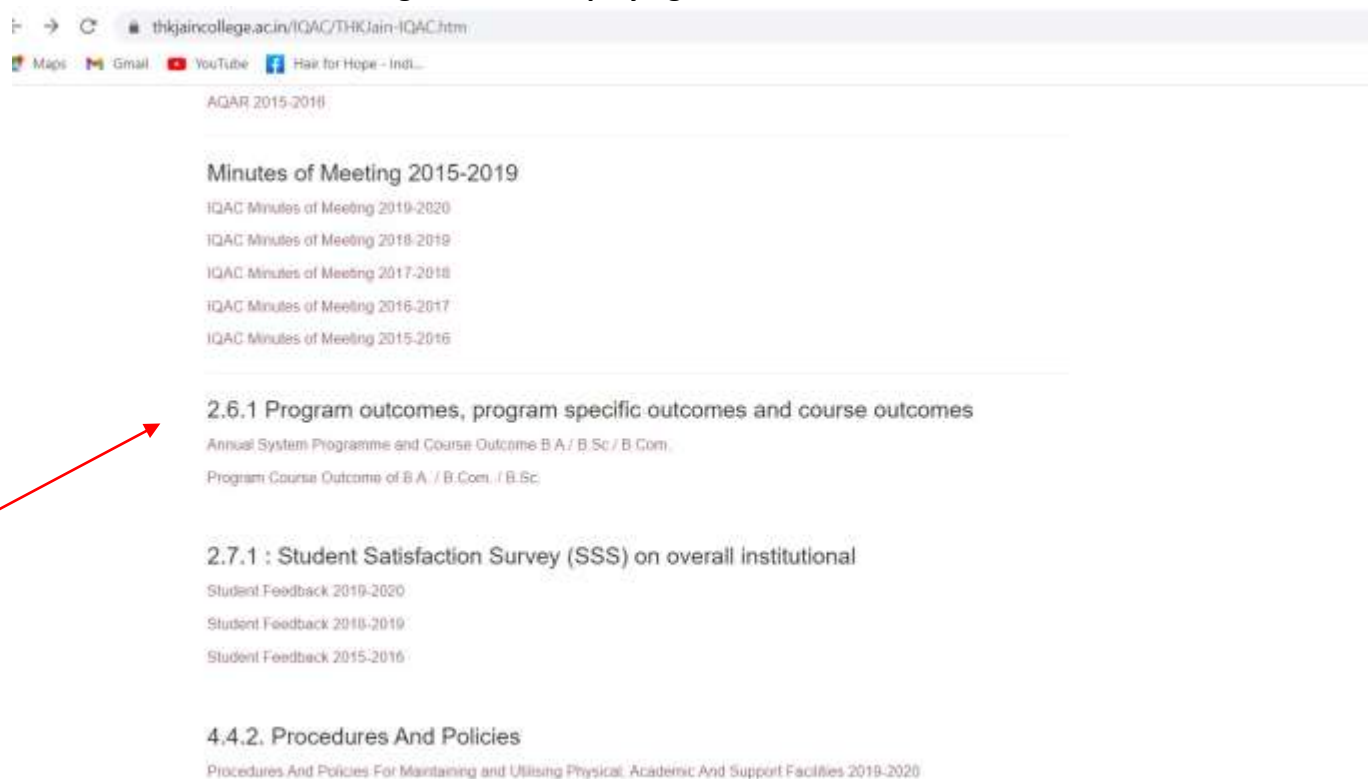 thkjaincollege.ac.in/IQAC/THKJain-IQAC.htm
Maps Gmail YouTube Hair for Hope - Indi...
AQAR 2015-2016
Minutes of Meeting 2015-2019
IQAC Minutes of Meeting 2019-2020
IQAC Minutes of Meeting 2018-2019
IQAC Minutes of Meeting 2017-2018
IQAC Minutes of Meeting 2016-2017
IQAC Minutes of Meeting 2015-2016
2.6.1 Program outcomes, program specific outcomes and course outcomes
Annual System Programme and Course Outcome B.A./ B.Sc./ B.Com.
Program Course Outcome of B.A. / B.Com. / B.Sc.
2.7.1 : Student Satisfaction Survey (SSS) on overall institutional
Student Feedback 2019-2020
Student Feedback 2018-2019
Student Feedback 2015-2016
4.4.2. Procedures And Policies
Procedures And Policies For Maintaining and Utilising Physical, Academic And Support Facilities 2019-2020